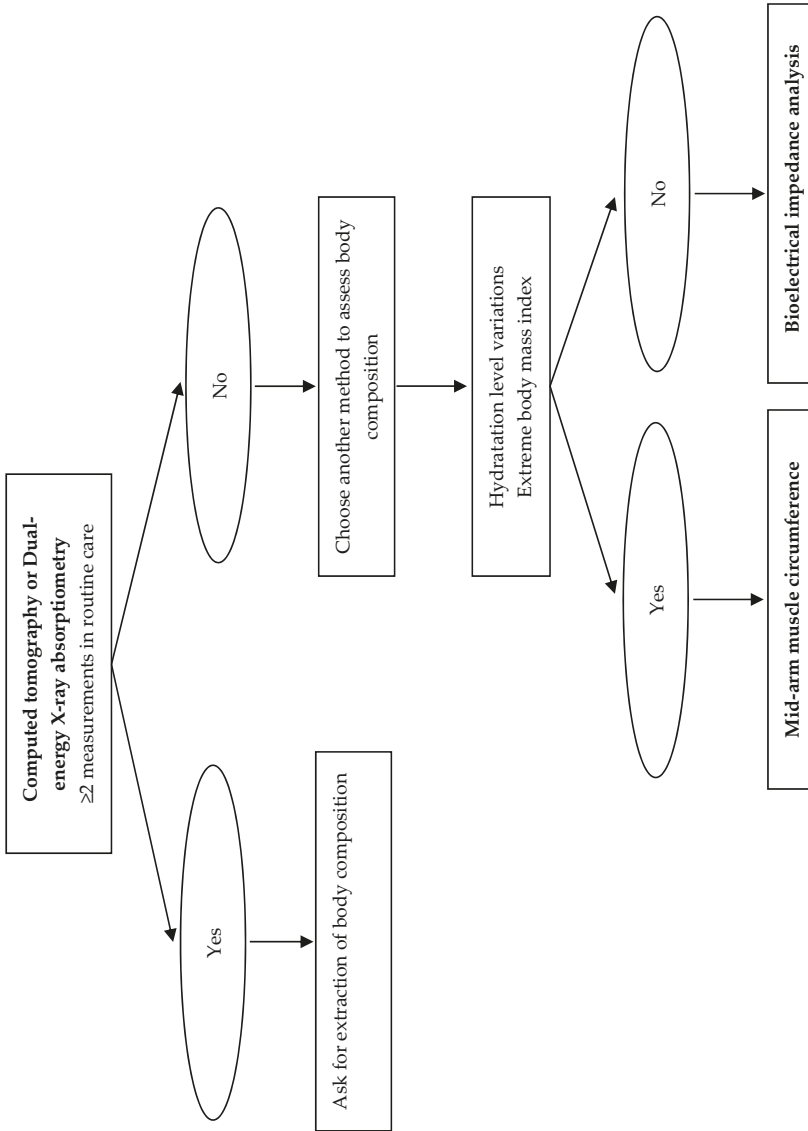 Computed tomography or Dual-
energy X-ray absorptiometry
≥2 measurements in routine care
Yes
No
Ask for extraction of body composition
Choose another method to assess body
composition
Hydratation level variations
Extreme body mass index
Yes
No
Mid-arm muscle circumference
Bioelectrical impedance analysis